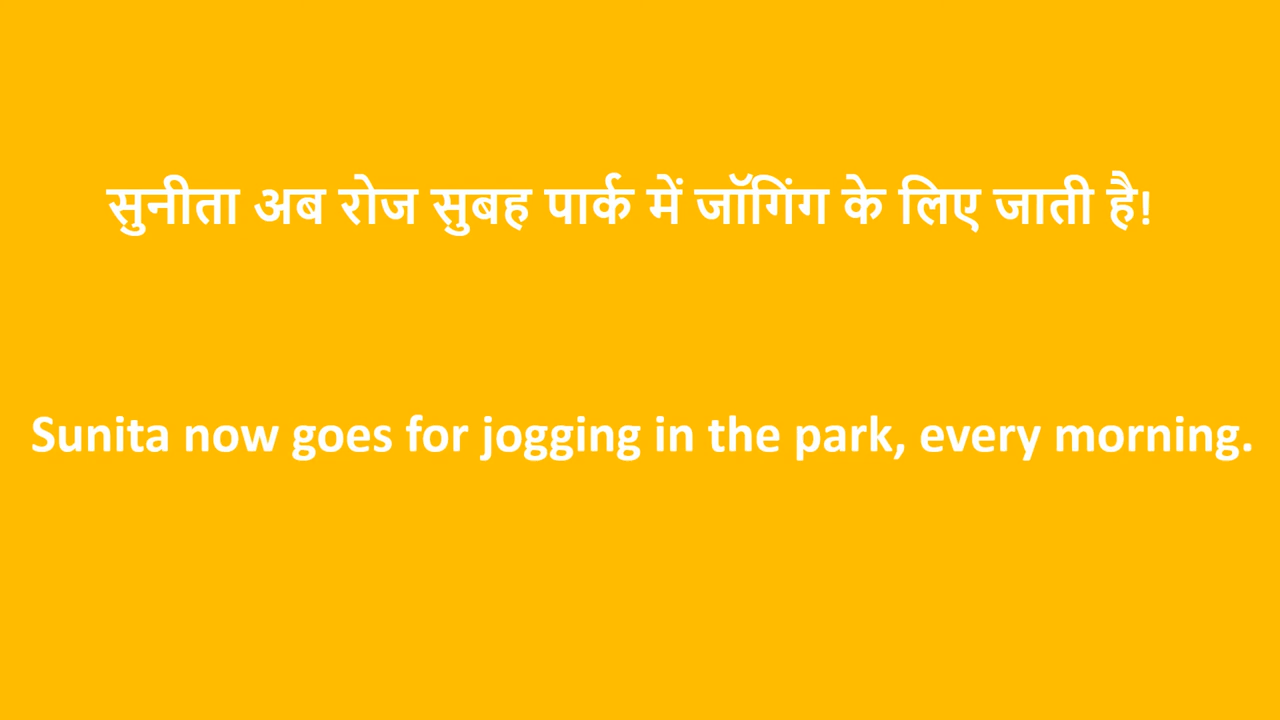 सुनीता अब रोज सुबह पार्क में जॉगिंग के लिए जाती है!
Sunita now goes for jogging in the park, every morning.